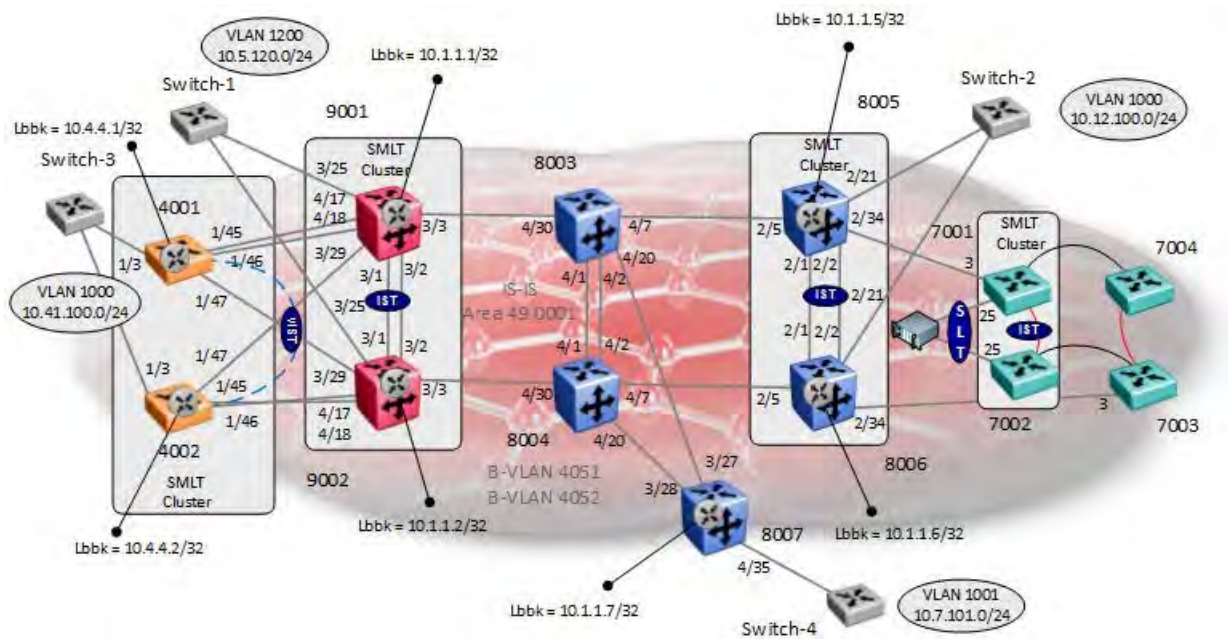 VLAN 1200
10.5.120.0/24
Lbbk = 10.1.1.1/32
Lbbk = 10.1.1.5/32
Switch-1
Switch-2
9001
8005
VLAN 1000
10.12.100.0/24
Lbbk = 10.4.4.1/32
Switch-3
SMLT
Cluster
8003
SMLT
Cluster
3/25
4/17
4/18
2/21
4001
1/45
3/3
4/30
4/7
2/5
2/34
7001
SMLT
Cluster
7004
1/3
1/46
3/29
3/1
3/2
4/20
4/1
4/2
2/1
2/2
3
VLAN 1000
10.41.100.0/24
1/47
vIST
3/25
IST
IS-IS
Area 49.0001
IST
2/21
SLT
25
IST
1/47
3/1
3/2
4/1
4/2
2/1
2/2
25
1/3
1/45
3/29
3/3
4/30
4/7
2/5
1/46
4/17
4/18
2/34
3
4002
8004
4/20
7002
7003
SMLT
Cluster
9002
B-VLAN 4051
B-VLAN 4052
3/27
3/28
8006
Lbbk = 10.4.4.2/32
Lbbk = 10.1.1.2/32
8007
Lbbk = 10.1.1.6/32
4/35
Lbbk = 10.1.1.7/32
Switch-4
VLAN 1001
10.7.101.0/24